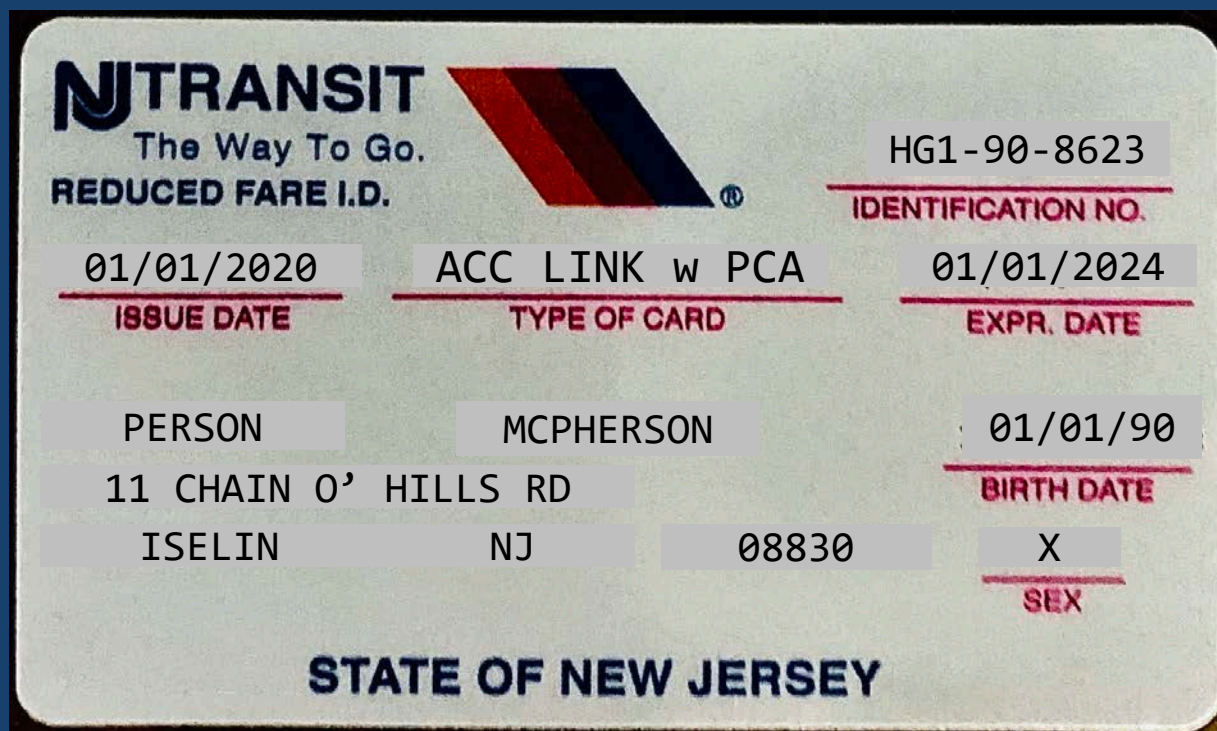 NJ TRANSIT
The Way To Go.
REDUCED FARE I.D.
®
HG1-90-8623
IDENTIFICATION NO.
01/01/2020 ACC LINK w PCA 01/01/2024
ISSUE DATE TYPE OF CARD EXPR. DATE
PERSON MCPHERSON 01/01/90
11 CHAIN O’ HILLS RD
BIRTH DATE
ISELIN NJ 08830 X
SEX
STATE OF NEW JERSEY